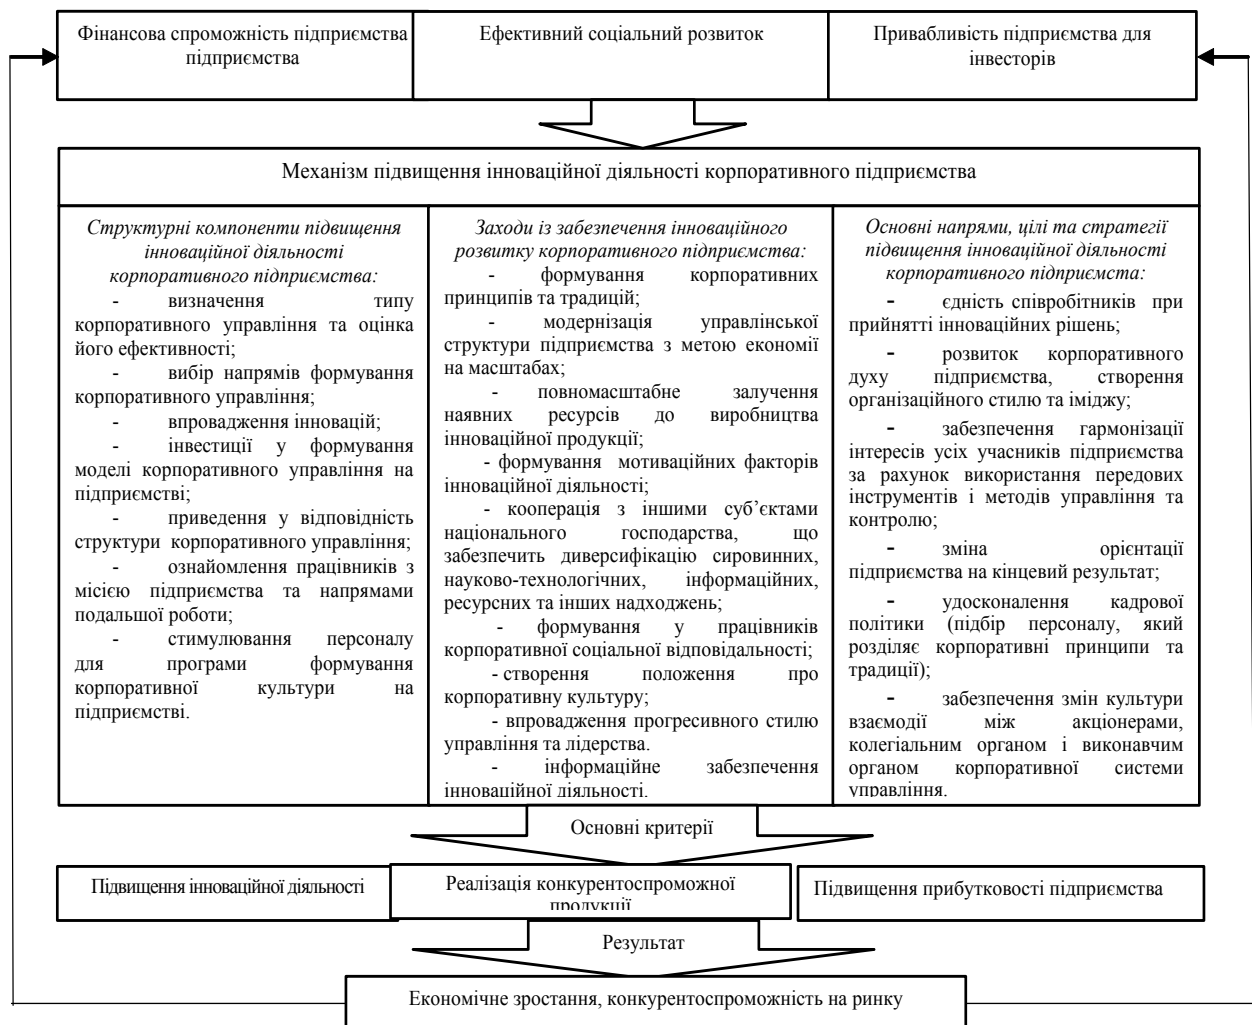 Фінансова спроможність підприємства
підприємства
Ефективний соціальний розвиток
Привабливість підприємства для
інвесторів
Механізм підвищення інноваційної діяльності корпоративного підприємства
Структурні компоненти підвищення
інноваційної діяльності
корпоративного підприємства:
- визначення типу
корпоративного управління та оцінка
його ефективності;
- вибір напрямів формування
корпоративного управління;
- впровадження інновацій;
- інвестиції у формування
моделі корпоративного управління на
підприємстві;
- приведення у відповідність
структури корпоративного управління;
- ознайомлення працівників з
місією підприємства та напрямами
подальшої роботи;
- стимулювання персоналу
для програми формування
корпоративної культури на
підприємстві.
Заходи із забезпечення інноваційного
розвитку корпоративного підприємства:
- формування корпоративних
принципів та традицій;
- модернізація управлінської
структури підприємства з метою економії
на масштабах;
- повномасштабне залучення
наявних ресурсів до виробництва
інноваційної продукції;
- формування мотиваційних факторів
інноваційної діяльності;
- кооперація з іншими суб’єктами
національного господарства, що
забезпечить диверсифікацію сировинних,
науково-технологічних, інформаційних,
ресурсних та інших надходжень;
- формування у працівників
корпоративної соціальної відповідальності;
- створення положення про
корпоративну культуру;
- впровадження прогресивного стилю
управління та лідерства.
- інформаційне забезпечення
інноваційної діяльності.
Основні напрями, цілі та стратегії
підвищення інноваційної діяльності
корпоративного підприємста:
- єдність співробітників при
прийнятті інноваційних рішень;
- розвиток корпоративного
духу підприємства, створення
організаційного стилю та іміджу;
- забезпечення гармонізації
інтересів усіх учасників підприємства
за рахунок використання передових
інструментів і методів управління та
контролю;
- зміна орієнтації
підприємства на кінцевий результат;
- удосконалення кадрової
політики (підбір персоналу, який
розділяє корпоративні принципи та
традиції);
- забезпечення змін культури
взаємодії між акціонерами,
колегіальним органом і виконавчим
органом корпоративної системи
управління.
Основні критерії
Підвищення інноваційної діяльності
Реалізація конкурентоспроможної
продукції
Підвищення прибутковості підприємства
Результат
Економічне зростання, конкурентоспроможність на ринку